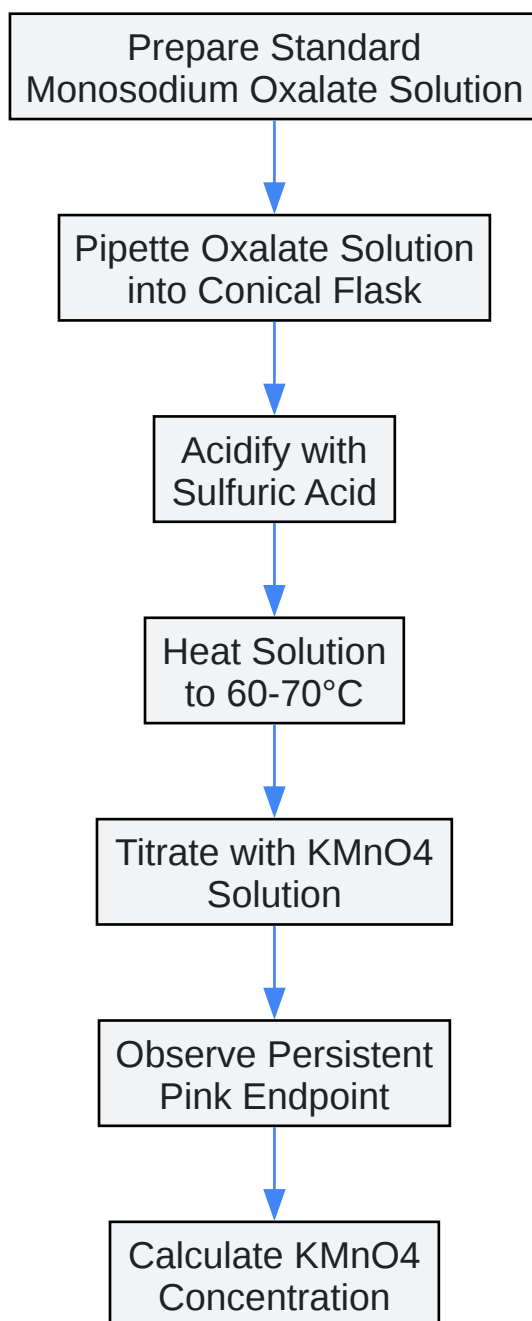 Prepare Standard
Monosodium Oxalate Solution
Pipette Oxalate Solution
into Conical Flask
Acidify with
Sulfuric Acid
Heat Solution
to 60-70°C
Titrate with KMnO4
Solution
Observe Persistent
Pink Endpoint
Calculate KMnO4
Concentration